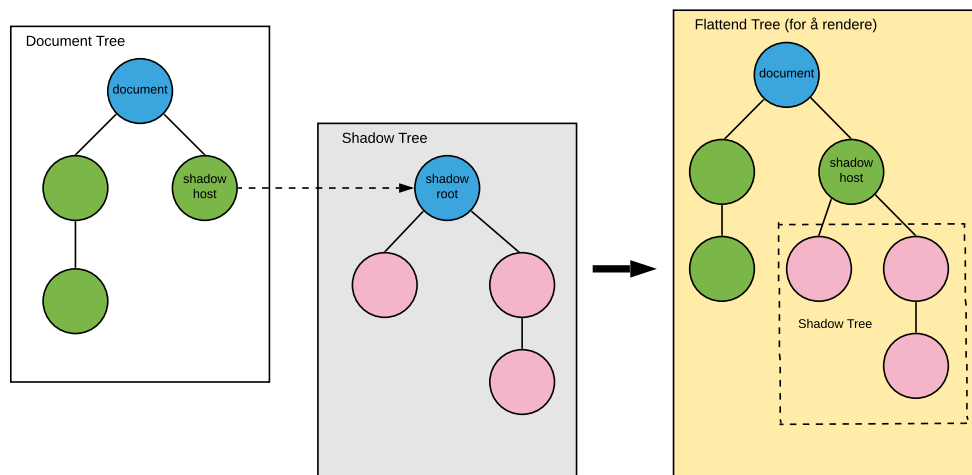 Document Tree
document
shadow
host
Shadow Tree
shadow
root
Flattend Tree (for å rendere)
document
shadow
host
Shadow Tree